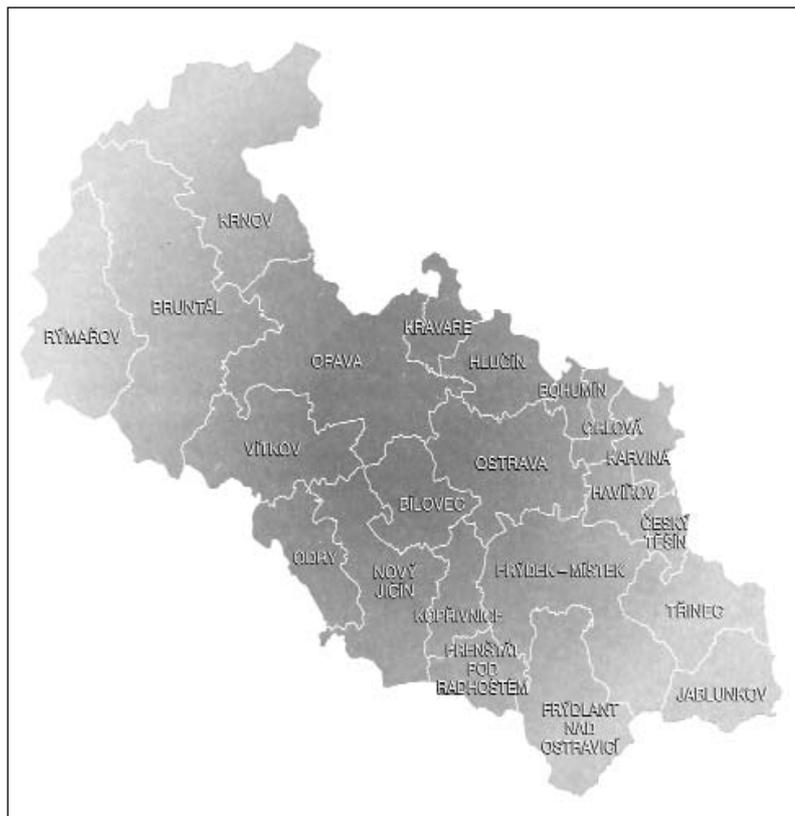 KRNOV
BRUNTÁL
RÝMAŘOV
KRAVAŘE
OPAVA
HLUČÍN
BOHUMÍN
ORLOVÁ
VÍTKOV
OSTRAVA
KARVINÁ
BÍLOVEC
HAVÍŘOV
ČESKÝ
TĚŠÍN
ODRY
NOVÝ
JIČÍN
FRÝDEK – MÍSTEK
KOPŘIVNICE
TŘINEC
FRENŠTÁT
POD
RADHOŠTĚM
JABLUNKOV
FRÝDLANT
NAD
OSTRAVICÍ